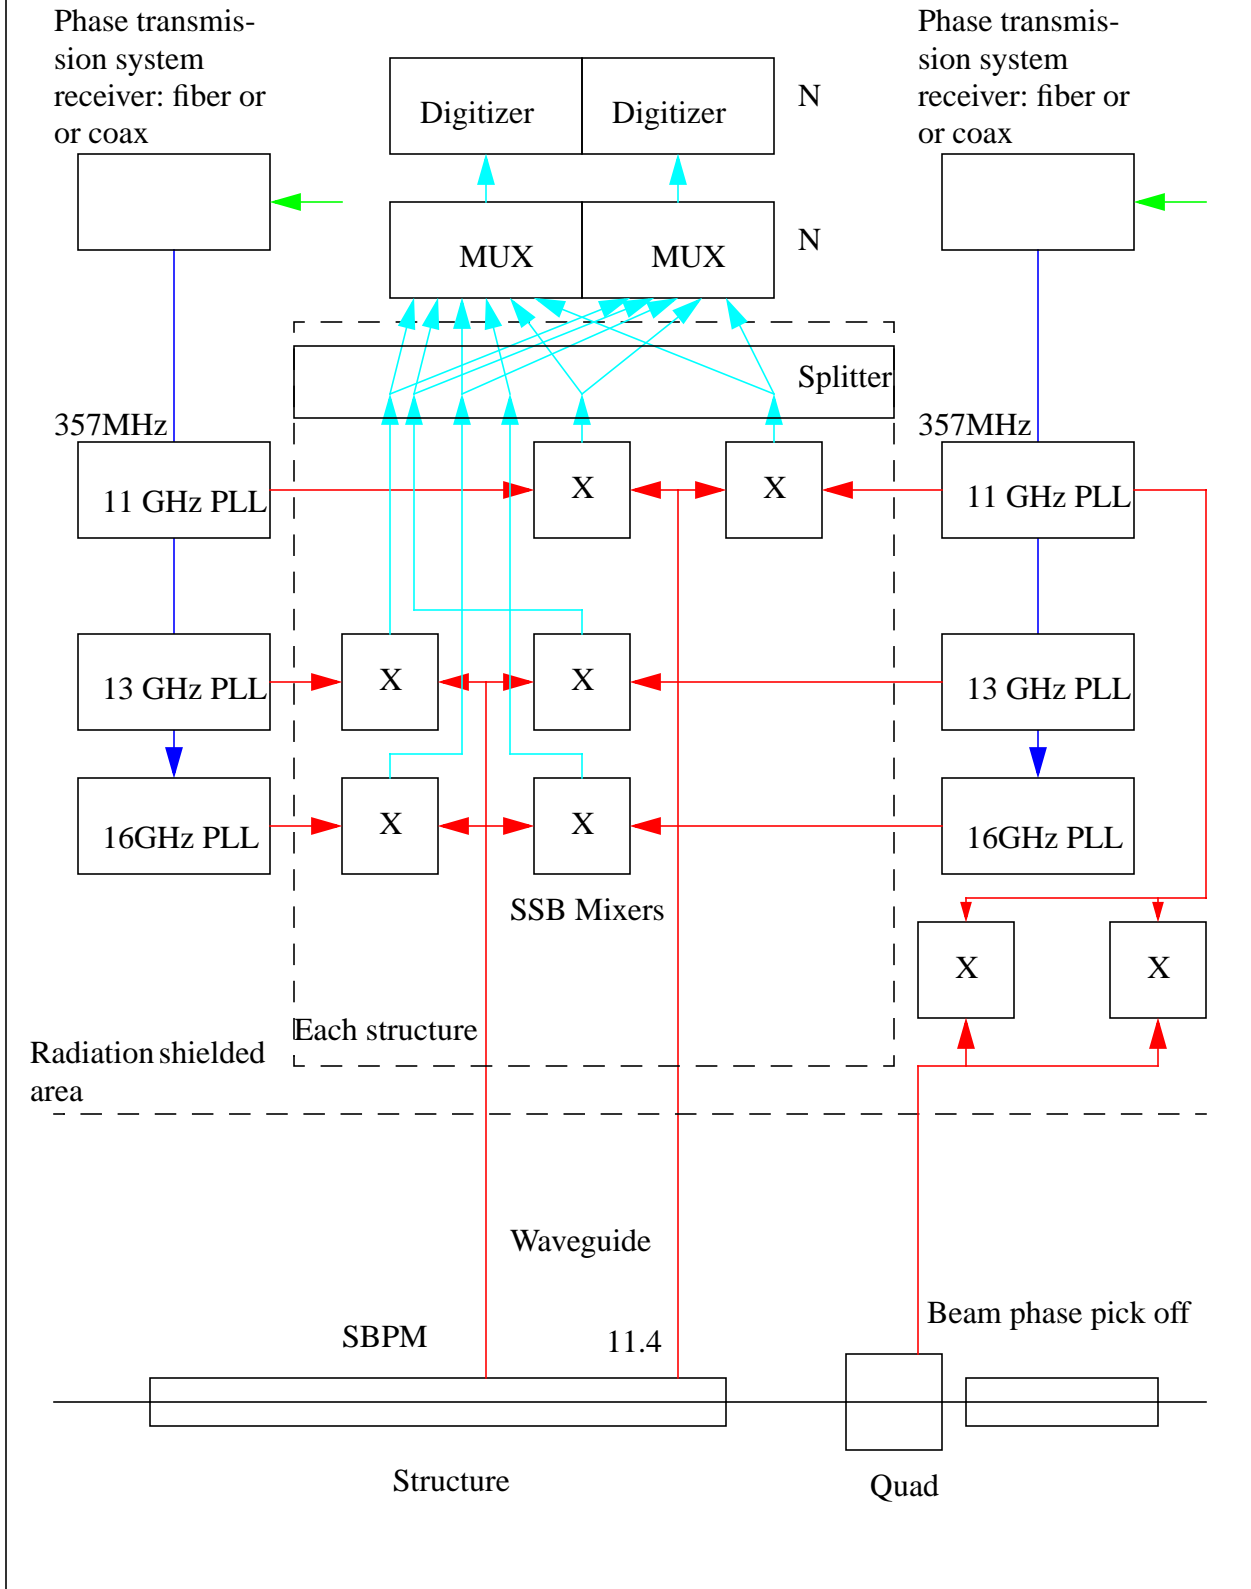 Phase transmis-
sion system
receiver: fiber or
or coax
Phase transmis-
sion system
receiver: fiber or
or coax
Digitizer
Digitizer
N
MUX
MUX
N
Splitter
357MHz
357MHz
11 GHz PLL
X
X
11 GHz PLL
13 GHz PLL
X
X
13 GHz PLL
16GHz PLL
X
X
16GHz PLL
SSB Mixers
X
X
Each structure
Radiation shielded
area
Waveguide
Beam phase pick off
SBPM
11.4
Structure
Quad